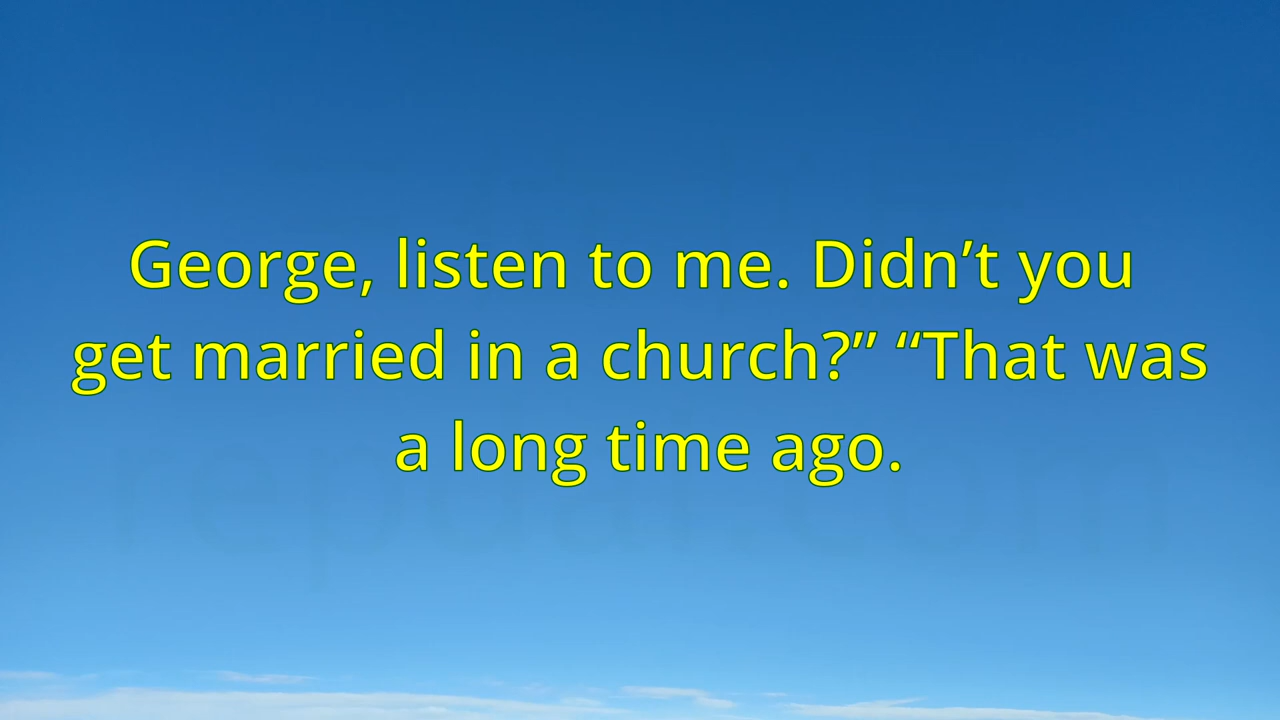 George, listen to me. Didn’t you
get married in a church?” “That was
a long time ago.